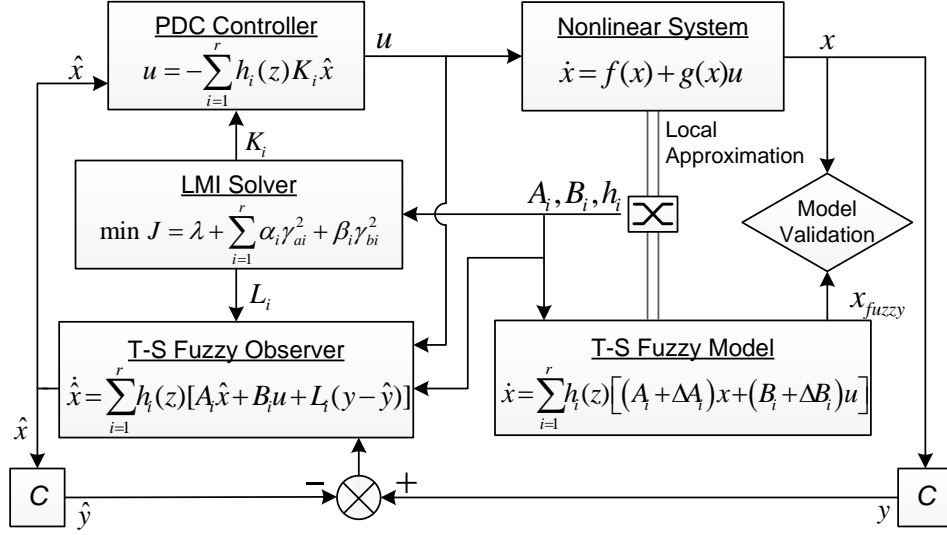 PDC Controller
u = −∑_{i=1}^{r} h_i(z) K_i x̂
u
Nonlinear System
ẋ = f(x) + g(x)u
x
x̂
K_i
Local
Approximation
LMI Solver
min J = λ + ∑_{i=1}^{r} α_i γ_{ai}^2 + β_i γ_{bi}^2
A_i, B_i, h_i
Model
Validation
L_i
x_{fuzzy}
T-S Fuzzy Observer
x̂̇ = ∑_{i=1}^{r} h_i(z)[A_i x̂ + B_i u + L_i(y − ŷ)]
T-S Fuzzy Model
ẋ = ∑_{i=1}^{r} h_i(z)[(A_i + ΔA_i)x + (B_i + ΔB_i)u]
x̂
C
ŷ
−
+
y
C